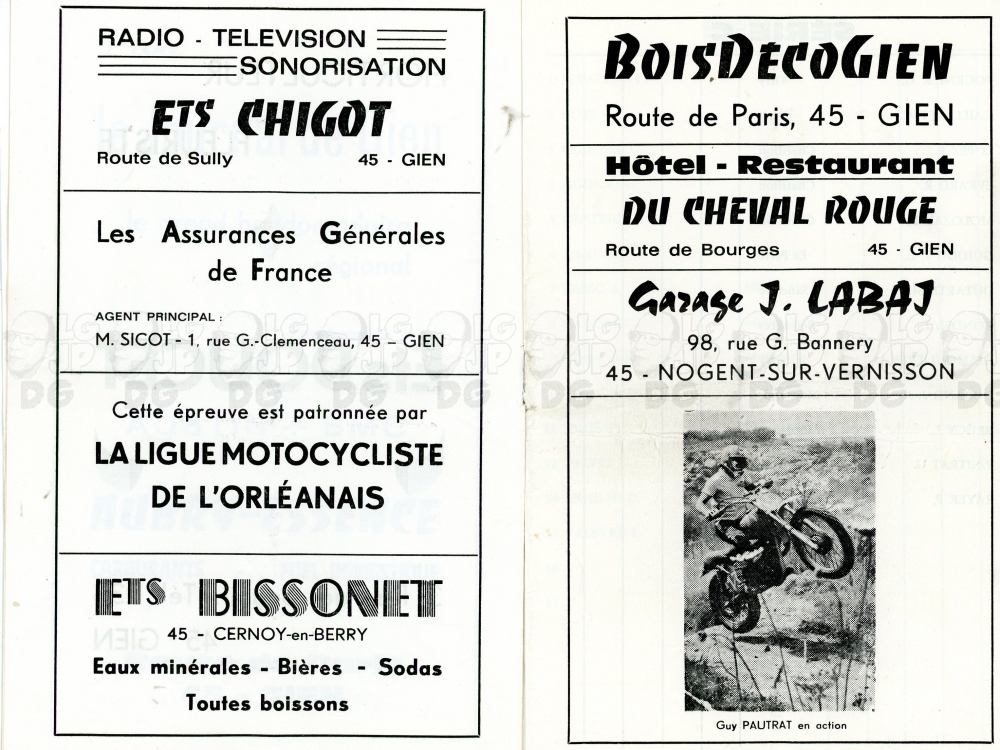 RADIO - TELEVISION
SONORISATION
ETS CHIGOT
Route de Sully 45 - GIEN
Les Assurances Générales
de France
AGENT PRINCIPAL :
M. SICOT - 1, rue G.-Clemenceau, 45 – GIEN
Cette épreuve est patronnée par
LA LIGUE MOTOCYCLISTE
DE L'ORLÉANAIS
ETS BISSONET
45 - CERNOY-en-BERRY
Eaux minérales - Bières - Sodas
Toutes boissons
BOISDECOGIEN
Route de Paris, 45 - GIEN
Hôtel - Restaurant
DU CHEVAL ROUGE
Route de Bourges 45 - GIEN
Garage J. LABAJ
98, rue G. Bannery
45 - NOGENT-SUR-VERNISSON
Guy PAUTRAT en action